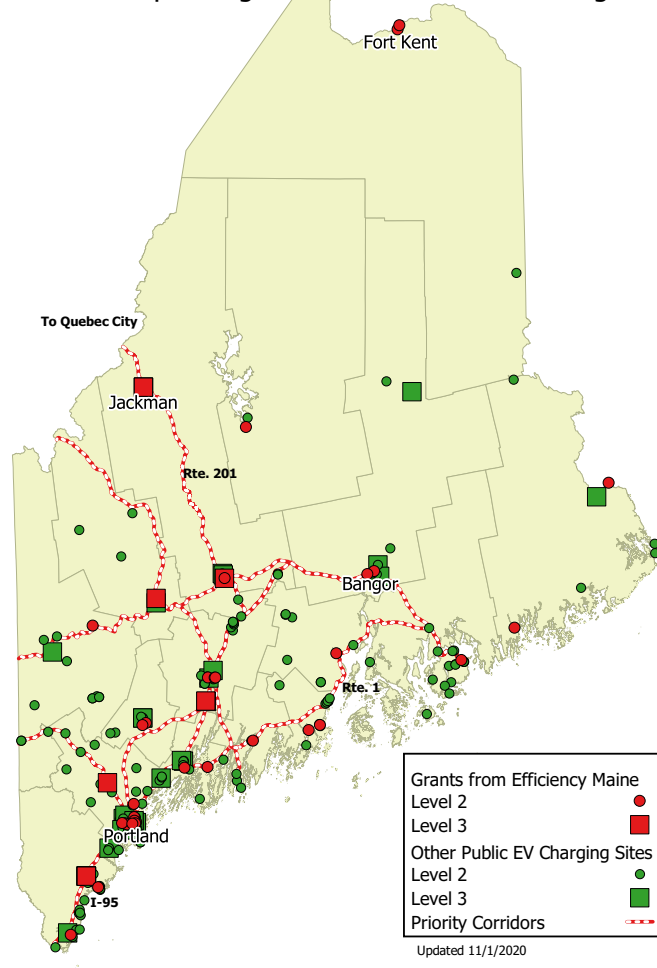 Fort Kent
To Quebec City
Jackman
Rte. 201
Bangor
Rte. 1
Portland
I-95
Grants from Efficiency Maine
Level 2
Level 3
Other Public EV Charging Sites
Level 2
Level 3
Priority Corridors
Updated 11/1/2020